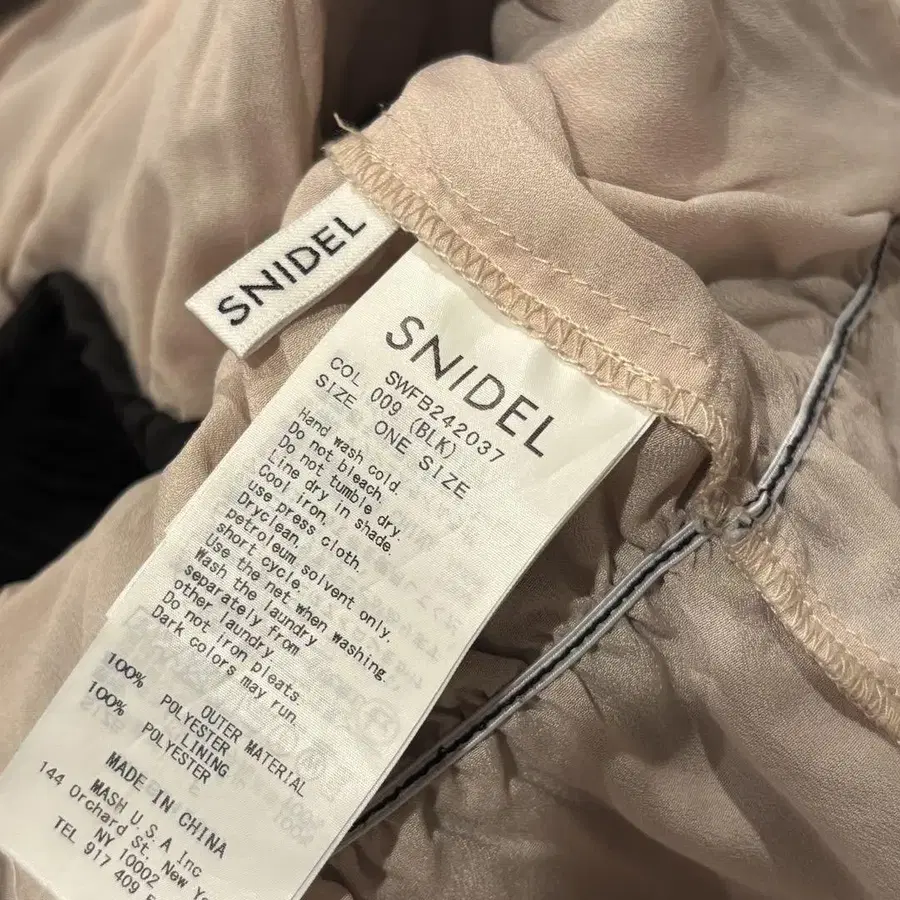 SNIDEL
SNIDEL
SWFB242037
COL 009 (BLK)
SIZE ONE SIZE
Hand wash cold.
Do not bleach.
Do not tumble dry.
Line dry in shade.
Cool iron,
use press cloth.
Dryclean,
petroleum solvent only,
short cycle.
Use the net when washing.
Wash the laundry
separately from
other laundry
Do not iron pleats.
Dark colors may run.
OUTER MATERIAL
100% POLYESTER
LINING
100% POLYESTER
MADE IN CHINA
MASH U.S.A Inc
144 Orchard St. New Yo
NY 10002
TEL 917 409